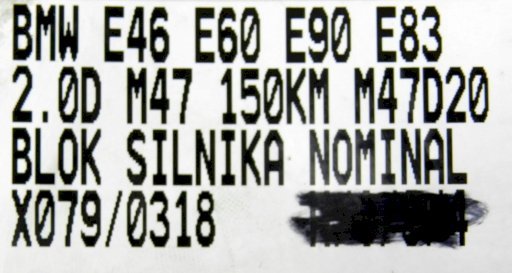 BMW E46 E60 E90 E83
2.0D M47 150KM M47D20
BLOK SILNIKA NOMINAL
X079/0318